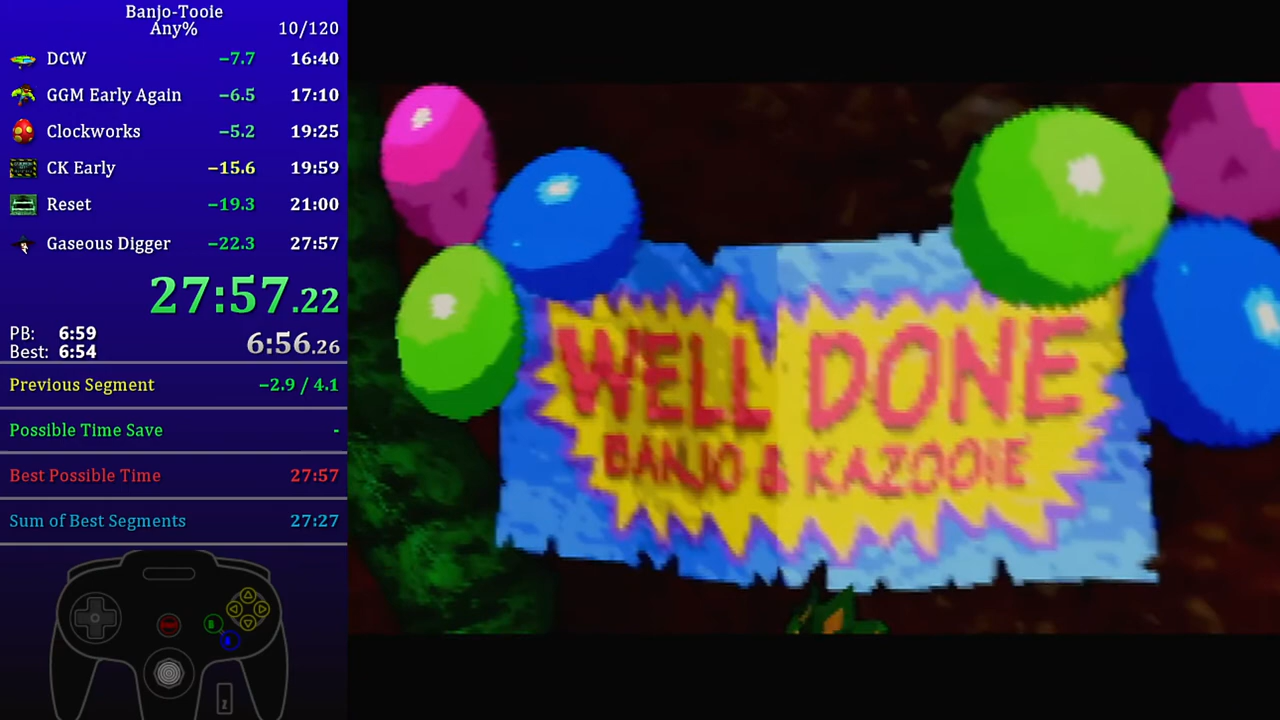 Banjo-Tooie
Any% 10/120
DCW −7.7 16:40
GGM Early Again −6.5 17:10
Clockworks −5.2 19:25
CK Early −15.6 19:59
Reset −19.3 21:00
Gaseous Digger −22.3 27:57
27:57.22
PB: 6:59
Best: 6:54
6:56.26
Previous Segment −2.9 / 4.1
Possible Time Save -
Best Possible Time 27:57
Sum of Best Segments 27:27
WELL DONE
BANJO & KAZOOIE
B
Z